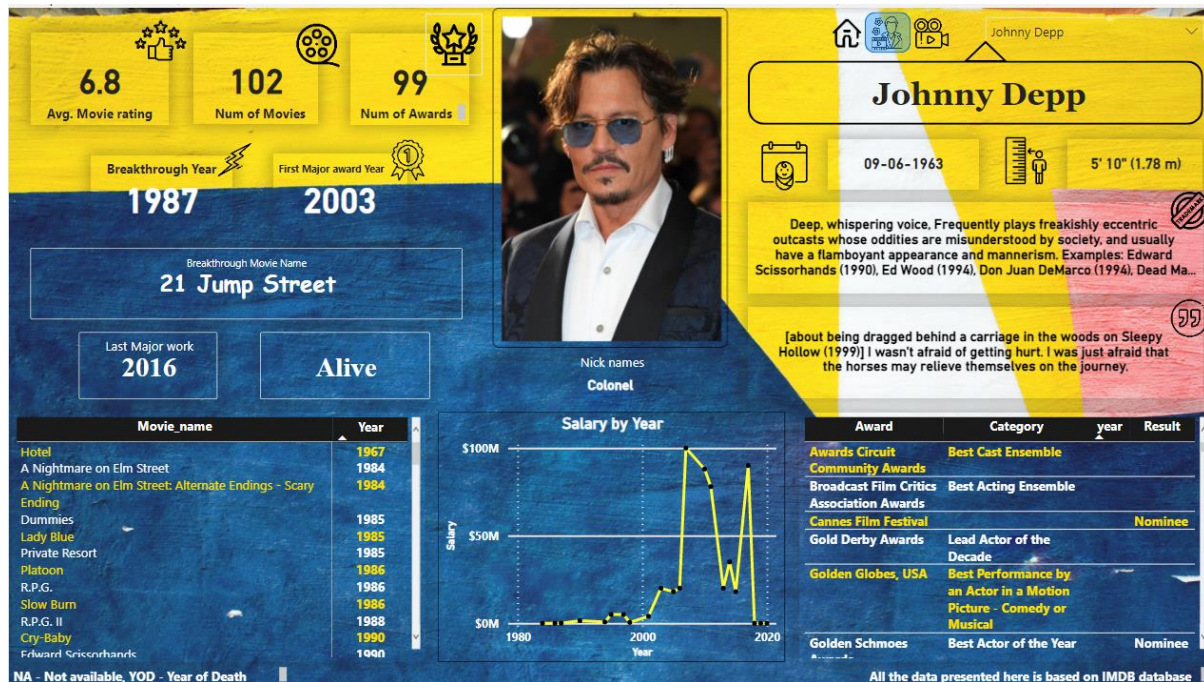 6.8
Avg. Movie rating
102
Num of Movies
99
Num of Awards
Breakthrough Year
1987
First Major award Year
2003
Breakthrough Movie Name
21 Jump Street
Last Major work
2016
Alive
Nick names
Colonel
Johnny Depp
Johnny Depp
09-06-1963
5' 10" (1.78 m)
TRADEMARK
Deep, whispering voice, Frequently plays freakishly eccentric
outcasts whose oddities are misunderstood by society, and usually
have a flamboyant appearance and mannerism. Examples: Edward
Scissorhands (1990), Ed Wood (1994), Don Juan DeMarco (1994), Dead Ma...
[about being dragged behind a carriage in the woods on Sleepy
Hollow (1999)] I wasn't afraid of getting hurt. I was just afraid that
the horses may relieve themselves on the journey.
Movie_name Year
Hotel 1967
A Nightmare on Elm Street 1984
A Nightmare on Elm Street: Alternate Endings - Scary 1984
Ending
Dummies 1985
Lady Blue 1985
Private Resort 1985
Platoon 1986
R.P.G. 1986
Slow Burn 1986
R.P.G. II 1988
Cry-Baby 1990
Edward Scissorhands 1990
Salary by Year
$100M
$50M
$0M
Salary
1980 2000 2020
Year
Award Category year Result
Awards Circuit Best Cast Ensemble
Community Awards
Broadcast Film Critics Best Acting Ensemble
Association Awards
Cannes Film Festival Nominee
Gold Derby Awards Lead Actor of the
Decade
Golden Globes, USA Best Performance by
an Actor in a Motion
Picture - Comedy or
Musical
Golden Schmoes Best Actor of the Year Nominee
Awards
NA - Not available, YOD - Year of Death
All the data presented here is based on IMDB database